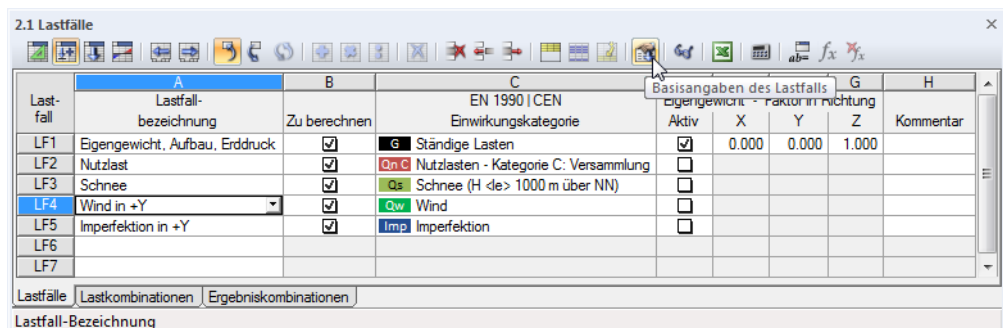 2.1 Lastfälle
Basisangaben des Lastfalls
A B C G H
Last-fall Lastfall-bezeichnung Zu berechnen EN 1990 | CEN Einwirkungskategorie Eigengewicht - Faktor in Richtung Aktiv X Y Z Kommentar
LF1 Eigengewicht, Aufbau, Erddruck G Ständige Lasten 0.000 0.000 1.000
LF2 Nutzlast Qn C Nutzlasten - Kategorie C: Versammlung
LF3 Schnee Qs Schnee (H <le> 1000 m über NN)
LF4 Wind in +Y Qw Wind
LF5 Imperfektion in +Y Imp Imperfektion
LF6
LF7
Lastfälle Lastkombinationen Ergebniskombinationen
Lastfall-Bezeichnung